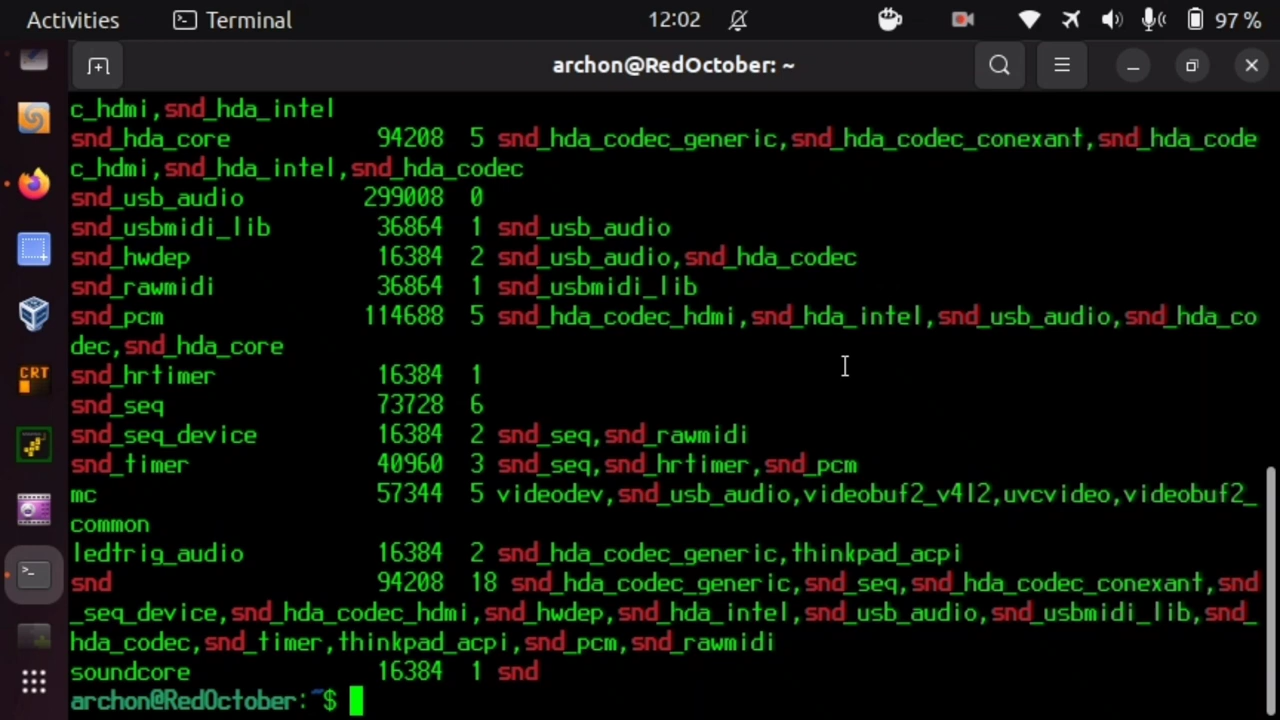 Activities Terminal 12:02 97 %
archon@RedOctober: ~
c_hdmi,snd_hda_intel
snd_hda_core 94208 5 snd_hda_codec_generic,snd_hda_codec_conexant,snd_hda_code
c_hdmi,snd_hda_intel,snd_hda_codec
snd_usb_audio 299008 0
snd_usbmidi_lib 36864 1 snd_usb_audio
snd_hwdep 16384 2 snd_usb_audio,snd_hda_codec
snd_rawmidi 36864 1 snd_usbmidi_lib
snd_pcm 114688 5 snd_hda_codec_hdmi,snd_hda_intel,snd_usb_audio,snd_hda_co
dec,snd_hda_core
snd_hrtimer 16384 1
snd_seq 73728 6
snd_seq_device 16384 2 snd_seq,snd_rawmidi
snd_timer 40960 3 snd_seq,snd_hrtimer,snd_pcm
mc 57344 5 videodev,snd_usb_audio,videobuf2_v4l2,uvcvideo,videobuf2_
common
ledtrig_audio 16384 2 snd_hda_codec_generic,thinkpad_acpi
snd 94208 18 snd_hda_codec_generic,snd_seq,snd_hda_codec_conexant,snd
_seq_device,snd_hda_codec_hdmi,snd_hwdep,snd_hda_intel,snd_usb_audio,snd_usbmidi_lib,snd_
hda_codec,snd_timer,thinkpad_acpi,snd_pcm,snd_rawmidi
soundcore 16384 1 snd
archon@RedOctober:~$
CRT